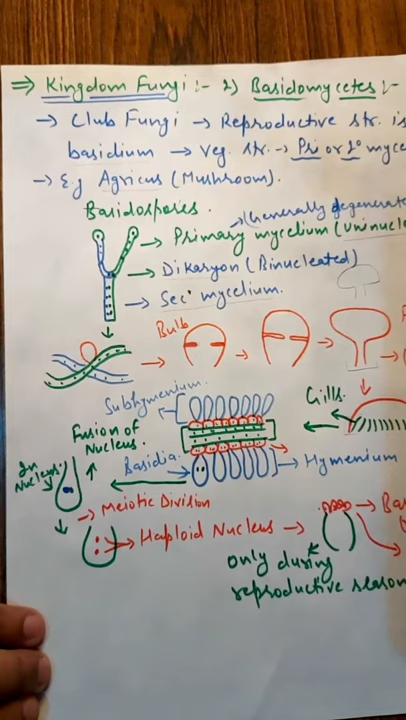 ⇒ Kingdom Fungi :- 2) Basidomycetes :-
→ Club Fungi → Reproductive str. is
basidium → Veg. str. → Pri or 2° myce
→ E.g Agricus (Mushroom).
Basidospores.
→ (Generally degenerate
→ Primary mycelium (Uninucle
→ Dikaryon (Binucleated)
→ Sec. mycelium.
Bulb
Subhymenium.
Gills.
Fusion of
Nucleus.
Basidia.
2n
Nucleus.
→ Hymenium
→ Meiotic Division
→ Haploid Nucleus → → Ba
only during
reproductive season